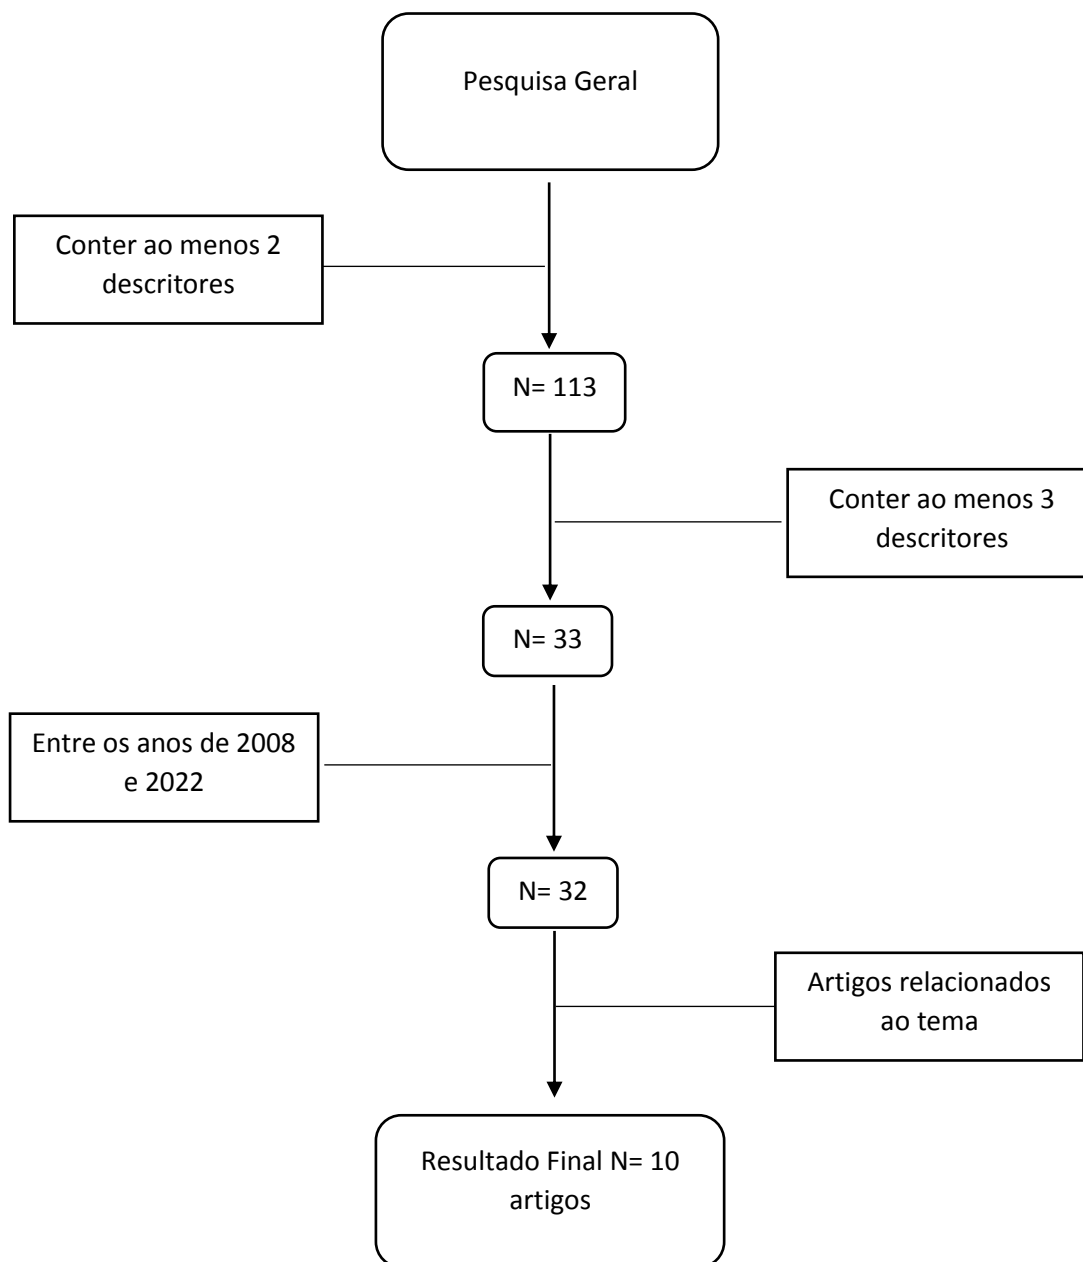 Pesquisa Geral
Conter ao menos 2
descritores
N= 113
Conter ao menos 3
descritores
N= 33
Entre os anos de 2008
e 2022
N= 32
Artigos relacionados
ao tema
Resultado Final N= 10
artigos